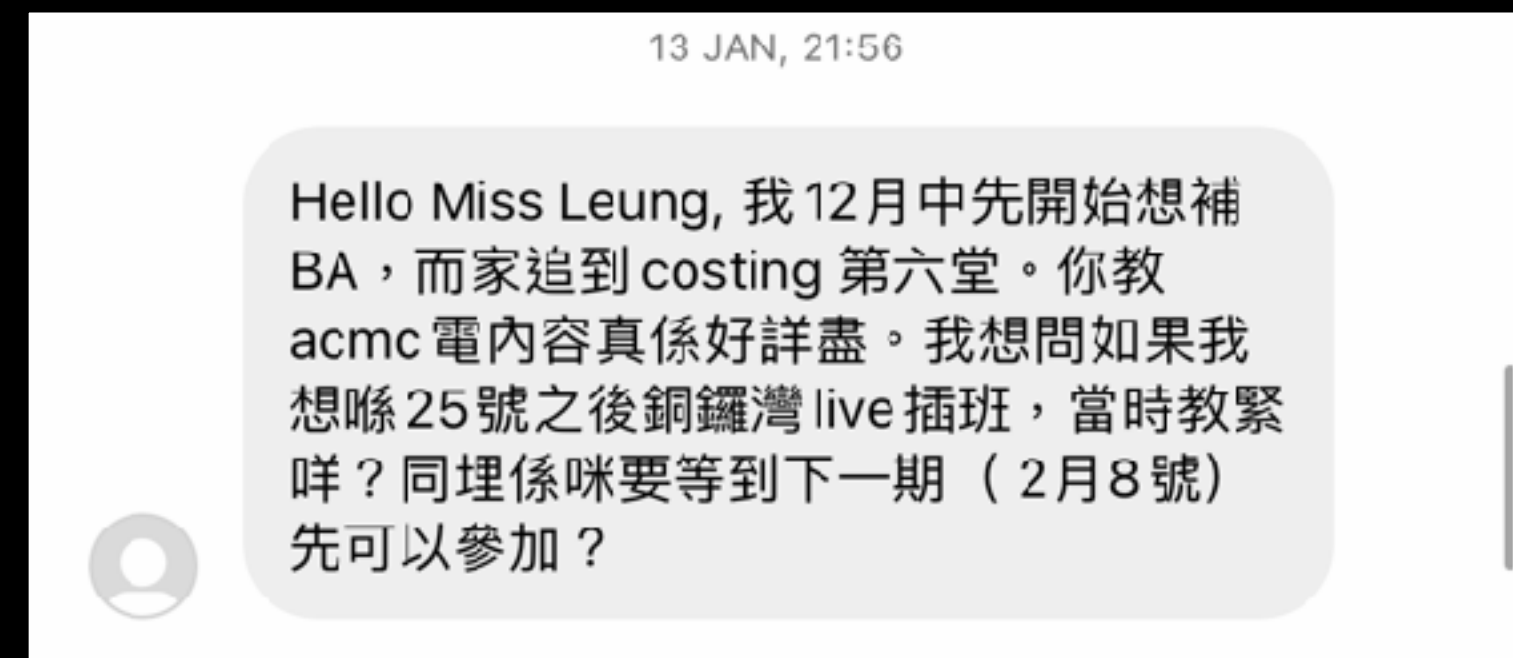 13 JAN, 21:56
Hello Miss Leung, 我12月中先開始想補
BA，而家追到costing 第六堂。你教
acmc電內容真係好詳盡。我想問如果我
想喺25號之後銅鑼灣live插班，當時教緊
咩？同埋係咪要等到下一期（2月8號）
先可以參加？